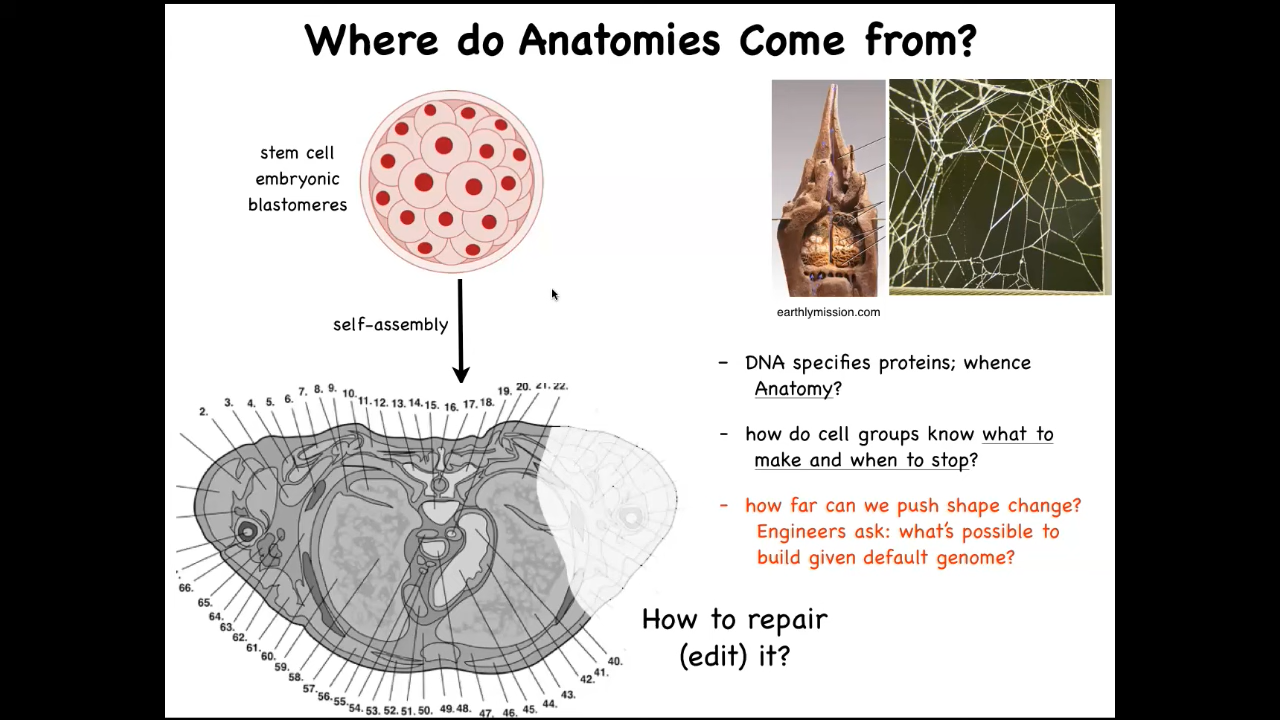 Where do Anatomies Come from?
stem cell
embryonic
blastomeres
self-assembly
earthlymission.com
- DNA specifies proteins; whence
Anatomy?
- how do cell groups know what to
make and when to stop?
- how far can we push shape change?
Engineers ask: what's possible to
build given default genome?
How to repair
(edit) it?
2. 3. 4. 5. 6. 7. 8. 9. 10. 11. 12. 13. 14. 15. 16. 17. 18. 19. 20. 21. 22.
66.
65.
64.
63.
62.
61.
60.
59.
58.
57. 56. 55. 54. 53. 52. 51. 50. 49. 48. 47. 46. 45. 44. 43. 42. 41. 40.